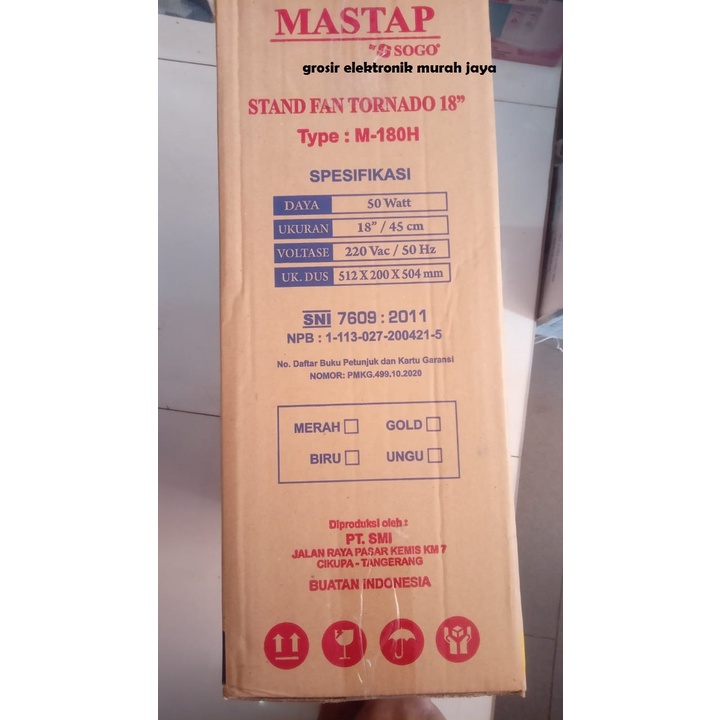 MASTAP
by SOGO®
grosir elektronik murah jaya
STAND FAN TORNADO 18”
Type : M-180H
SPESIFIKASI
DAYA 50 Watt
UKURAN 18” / 45 cm
VOLTASE 220 Vac / 50 Hz
UK. DUS 512 X 200 X 504 mm
SNI 7609 : 2011
NPB : 1-113-027-200421-5
No. Daftar Buku Petunjuk dan Kartu Garansi
NOMOR: PMKG.499.10.2020
MERAH GOLD
BIRU UNGU
Diproduksi oleh :
PT. SMI
JALAN RAYA PASAR KEMIS KM 7
CIKUPA - TANGERANG
BUATAN INDONESIA